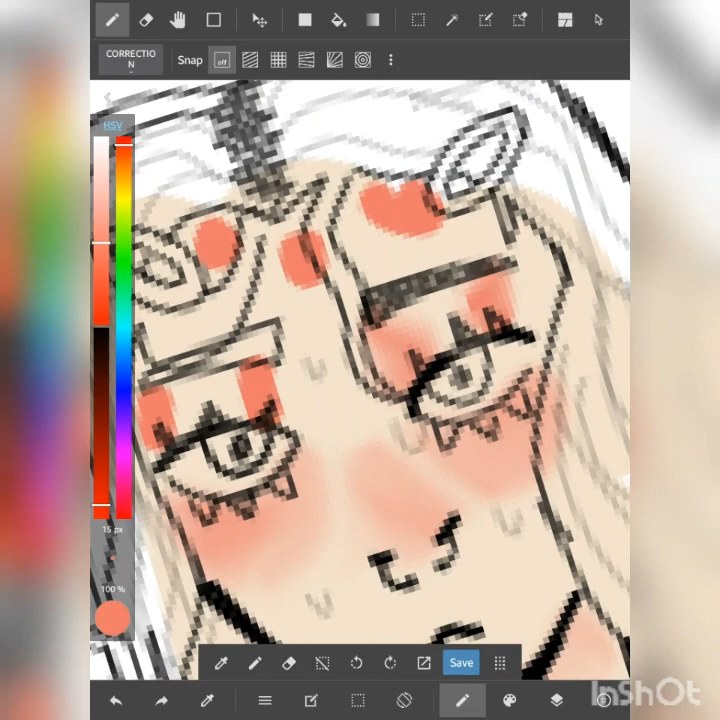 CORRECTIO
N
Snap
off
HSV
15 px
100 %
Save
InShOt